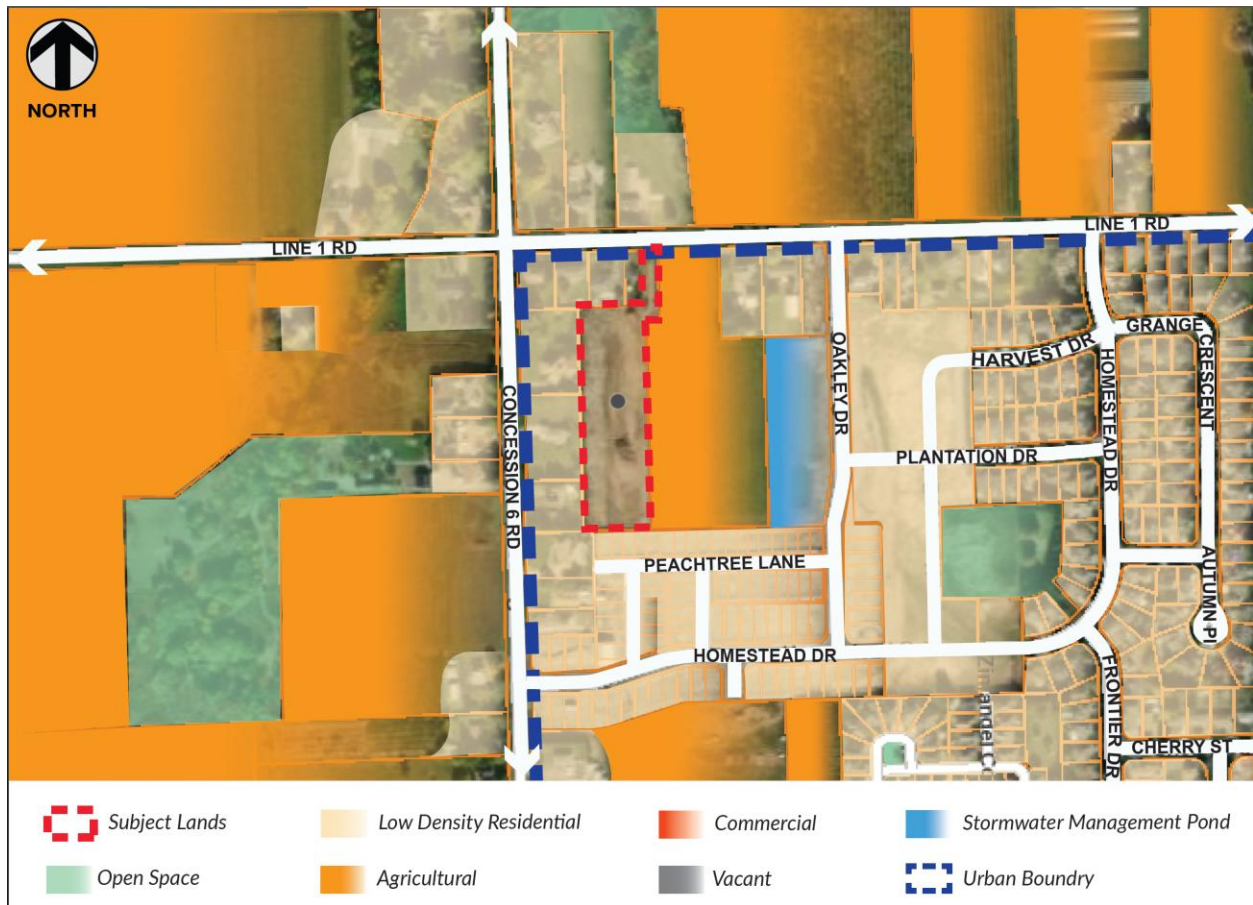 NORTH
LINE 1 RD
LINE 1 RD
CONCESSION 6 RD
OAKLEY DR
HARVEST DR
GRANGE
CRESCENT
HOMESTEAD DR
PLANTATION DR
PEACHTREE LANE
AUTUMN Pl
HOMESTEAD DR
FRONTIER DR
CHERRY ST
Subject Lands
Low Density Residential
Commercial
Stormwater Management Pond
Open Space
Agricultural
Vacant
Urban Boundry